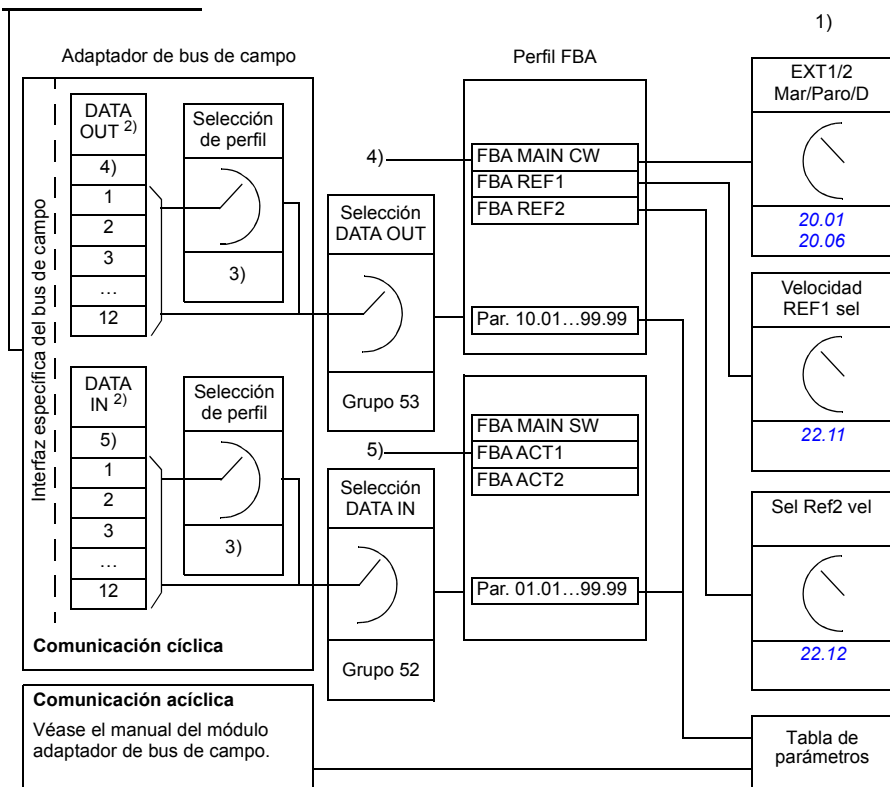 1)
Adaptador de bus de campo
Perfil FBA
Interfaz específica del bus de campo
DATA
OUT 2)
4)
1
2
3
…
12
Selección
de perfil
3)
Selección
DATA OUT
Grupo 53
4)
FBA MAIN CW
FBA REF1
FBA REF2
Par. 10.01…99.99
EXT1/2
Mar/Paro/D
20.01
20.06
Velocidad
REF1 sel
22.11
DATA
IN 2)
5)
1
2
3
…
12
Selección
de perfil
3)
Selección
DATA IN
Grupo 52
5)
FBA MAIN SW
FBA ACT1
FBA ACT2
Par. 01.01…99.99
Sel Ref2 vel
22.12
Comunicación cíclica
Comunicación acíclica
Véase el manual del módulo
adaptador de bus de campo.
Tabla de
parámetros